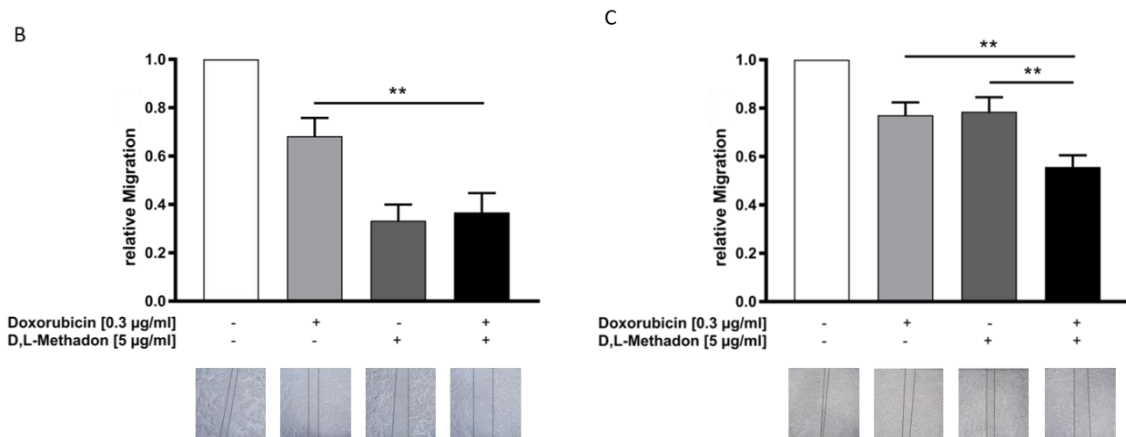 B
relative Migration
1.0
0.8
0.6
0.4
0.2
0.0
**
Doxorubicin [0.3 µg/ml] - + - +
D,L-Methadon [5 µg/ml] - - + +
C
relative Migration
1.0
0.8
0.6
0.4
0.2
0.0
**
**
Doxorubicin [0.3 µg/ml] - + - +
D,L-Methadon [5 µg/ml] - - + +